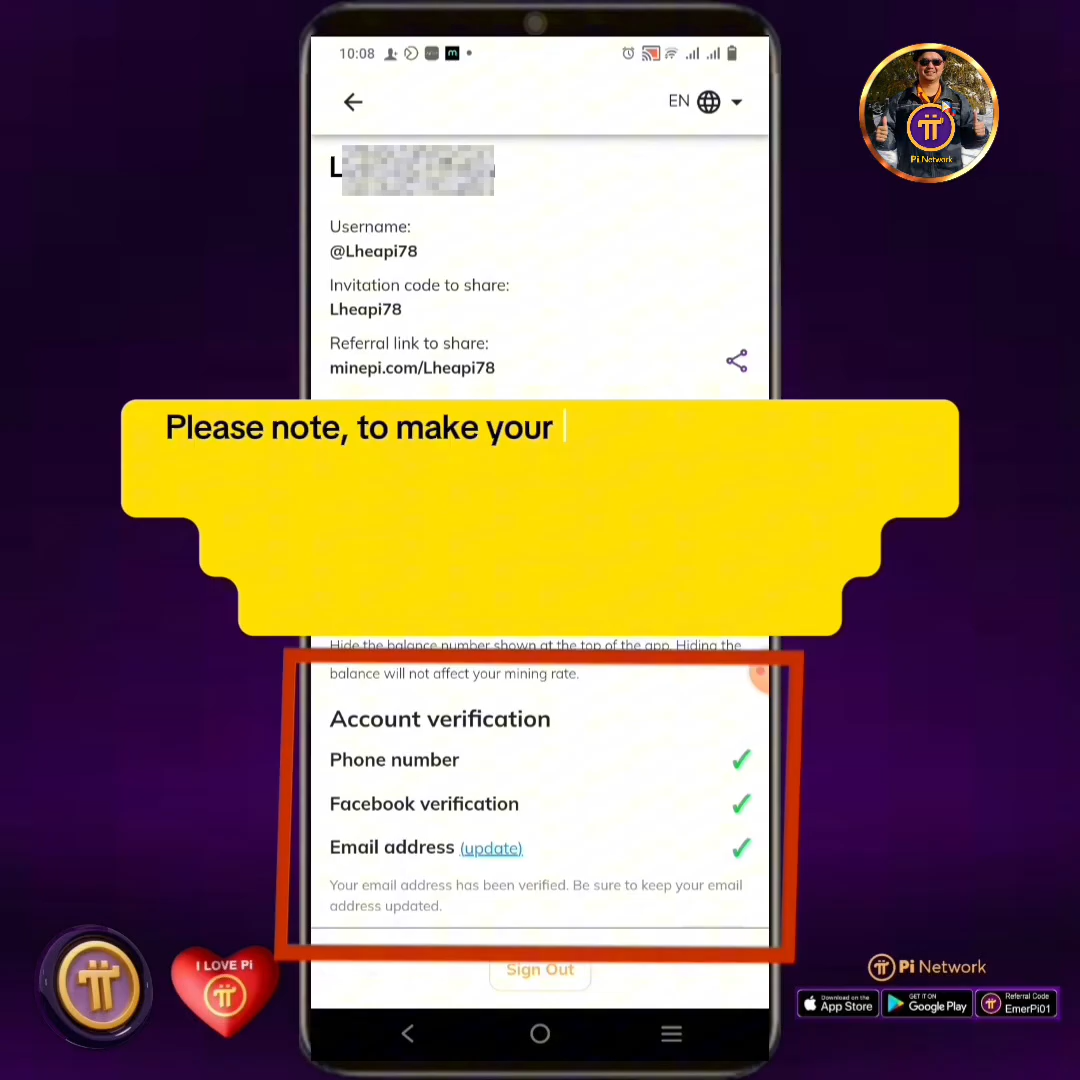 10:08
EN
L
Username:
@Lheapi78
Invitation code to share:
Lheapi78
Referral link to share:
minepi.com/Lheapi78
Please note, to make your
Hide the balance number shown at the top of the app. Hiding the
balance will not affect your mining rate.
Account verification
Phone number
Facebook verification
Email address (update)
Your email address has been verified. Be sure to keep your email
address updated.
Sign Out
Pi Network
I LOVE Pi
Pi Network
Download on the
App Store
GET IT ON
Google Play
Referral Code
EmerPi01